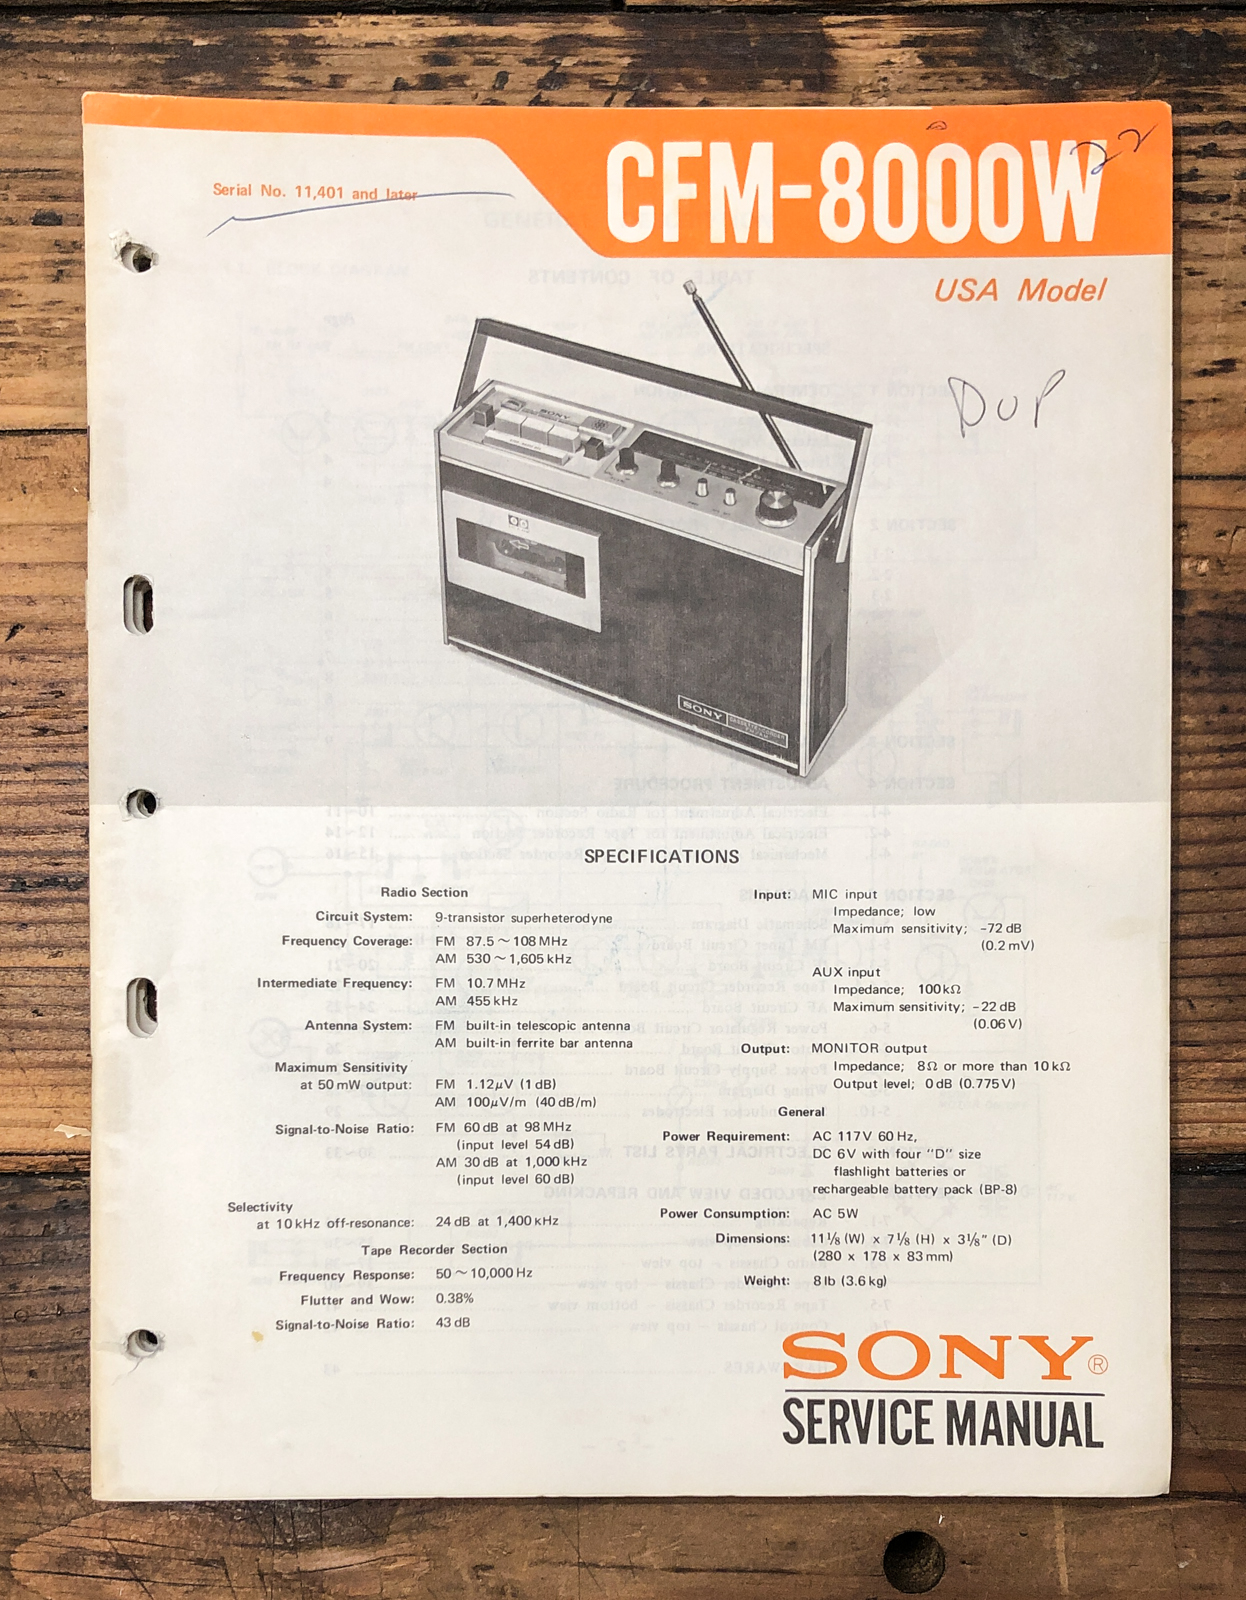 CFM-8000W
22
Serial No. 11,401 and later
USA Model
DUP
SONY
SONY
SPECIFICATIONS
Radio Section
Circuit System: 9-transistor superheterodyne
Frequency Coverage: FM 87.5 ~ 108 MHz
AM 530 ~ 1,605 kHz
Intermediate Frequency: FM 10.7 MHz
AM 455 kHz
Antenna System: FM built-in telescopic antenna
AM built-in ferrite bar antenna
Maximum Sensitivity
at 50 mW output: FM 1.12μV (1 dB)
AM 100μV/m (40 dB/m)
Signal-to-Noise Ratio: FM 60 dB at 98 MHz
(input level 54 dB)
AM 30 dB at 1,000 kHz
(input level 60 dB)
Selectivity
at 10 kHz off-resonance: 24 dB at 1,400 kHz
Tape Recorder Section
Frequency Response: 50 ~ 10,000 Hz
Flutter and Wow: 0.38%
Signal-to-Noise Ratio: 43 dB
Input: MIC input
Impedance; low
Maximum sensitivity; -72 dB
(0.2 mV)
AUX input
Impedance; 100 kΩ
Maximum sensitivity; -22 dB
(0.06 V)
Output: MONITOR output
Impedance; 8Ω or more than 10 kΩ
Output level; 0 dB (0.775 V)
General
Power Requirement: AC 117 V 60 Hz,
DC 6V with four "D" size
flashlight batteries or
rechargeable battery pack (BP-8)
Power Consumption: AC 5W
Dimensions: 11⅛ (W) x 7⅛ (H) x 3⅛" (D)
(280 x 178 x 83 mm)
Weight: 8 lb (3.6 kg)
SONY®
SERVICE MANUAL